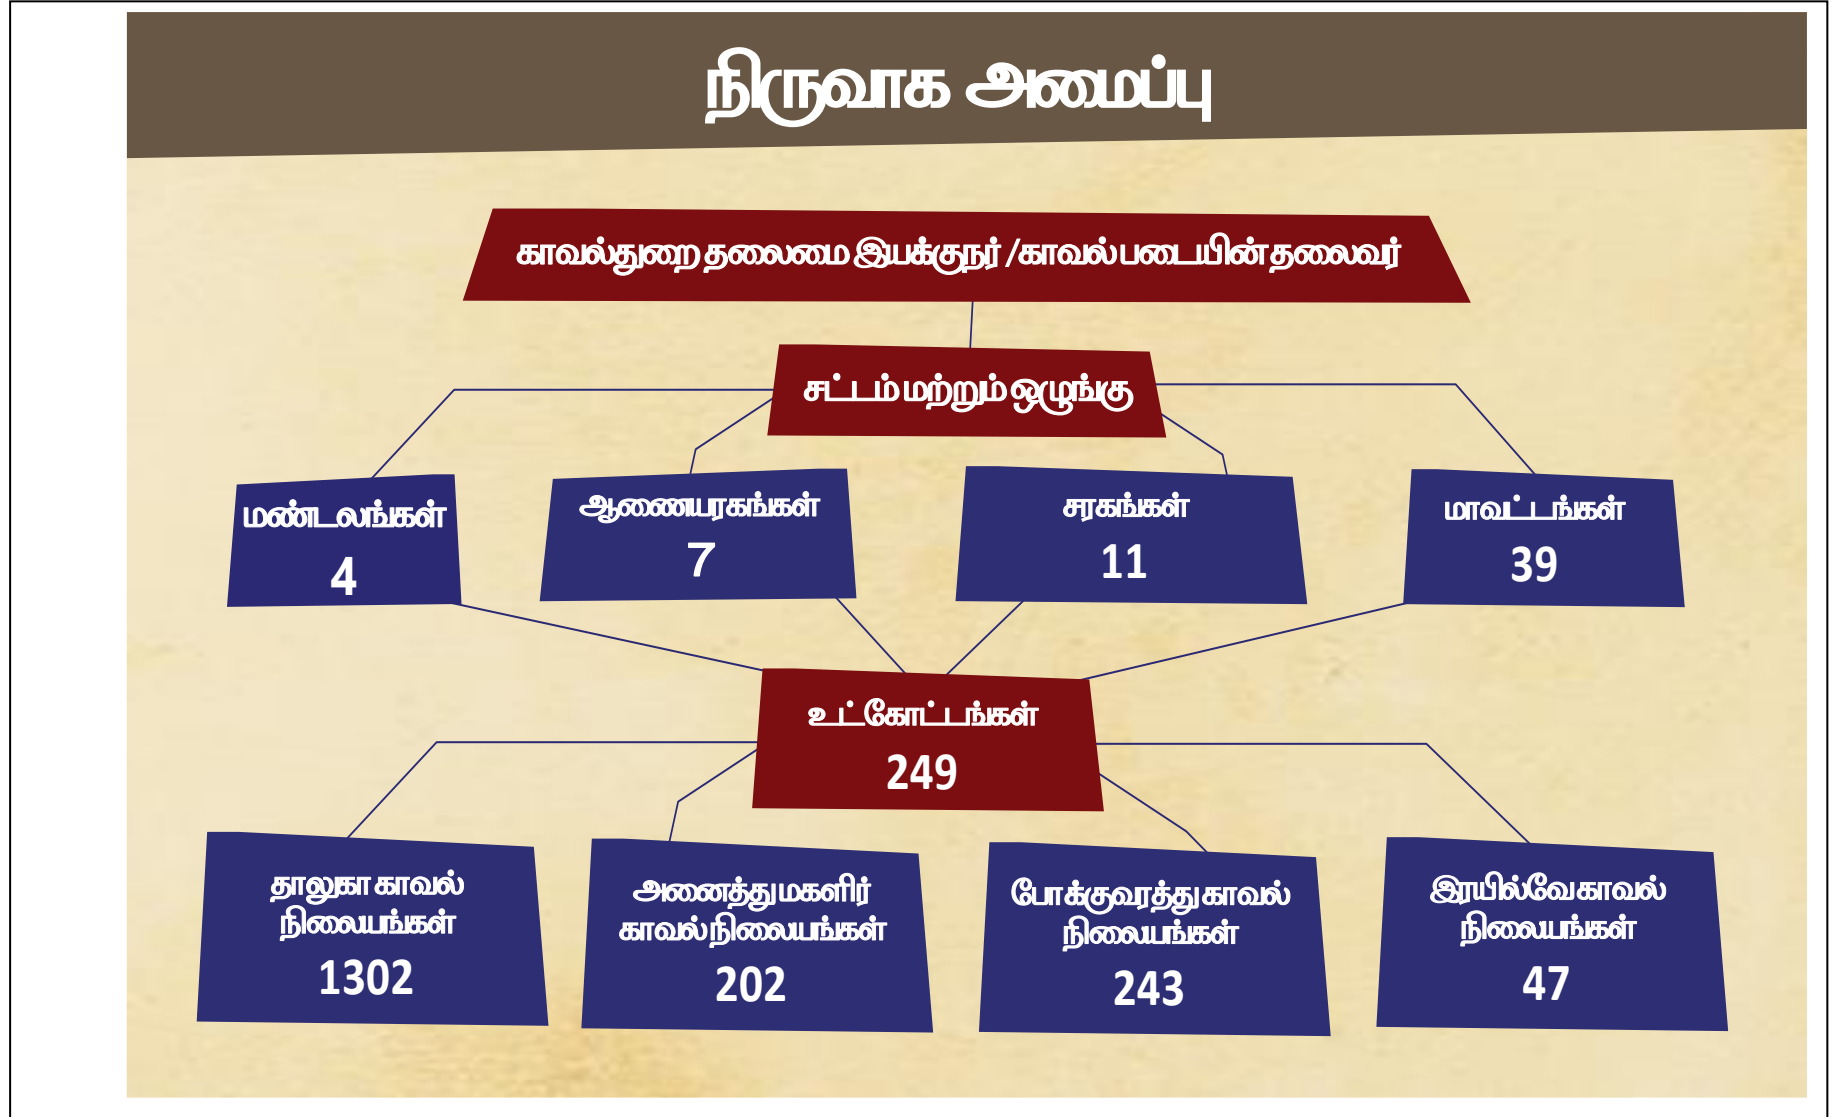 நிருவாக அமைப்பு
காவல்துறை தலைமை இயக்குநர் / காவல் படையின் தலைவர்
சட்டம் மற்றும் ஒழுங்கு
மண்டலங்கள்
4
ஆணையரகங்கள்
7
சரகங்கள்
11
மாவட்டங்கள்
39
உட்கோட்டங்கள்
249
தாலுகா காவல்
நிலையங்கள்
1302
அனைத்து மகளிர்
காவல் நிலையங்கள்
202
போக்குவரத்து காவல்
நிலையங்கள்
243
இரயில்வே காவல்
நிலையங்கள்
47